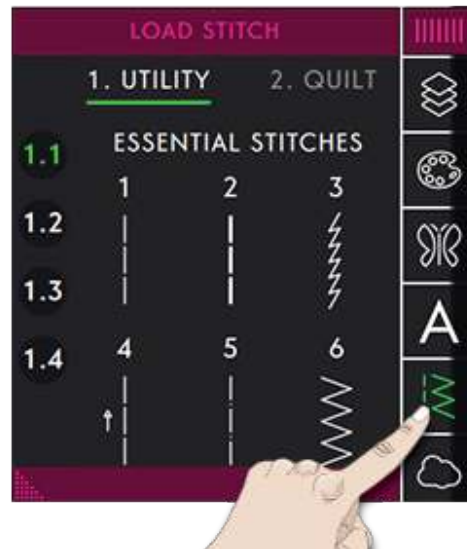 LOAD STITCH
1. UTILITY 2. QUILT
ESSENTIAL STITCHES
1.1
1 2 3
1.2
1.3
4 5 6
1.4
A